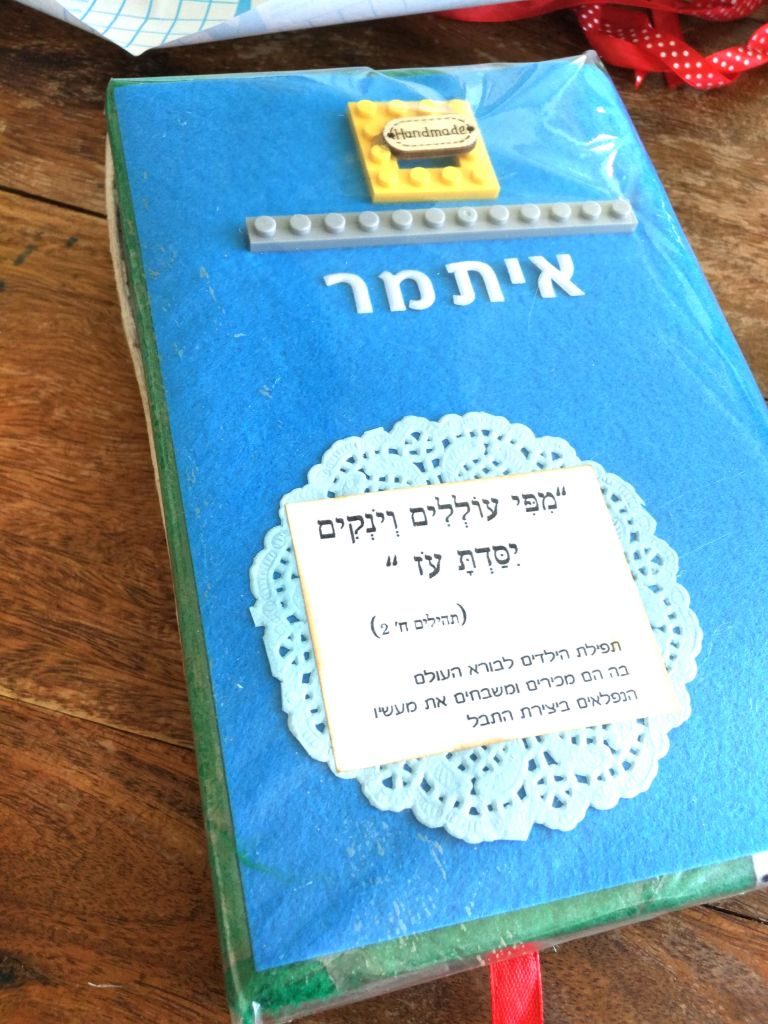 Handmade
איתמר
"מִפִּי עוֹלְלִים וְיֹנְקִים
יִסַּדְתָּ עֹז "
(תהילים ח' 2)
תפילת הילדים לבורא העולם
בה הם מכירים ומשבחים את מעשיו
הנפלאים ביצירת התבל